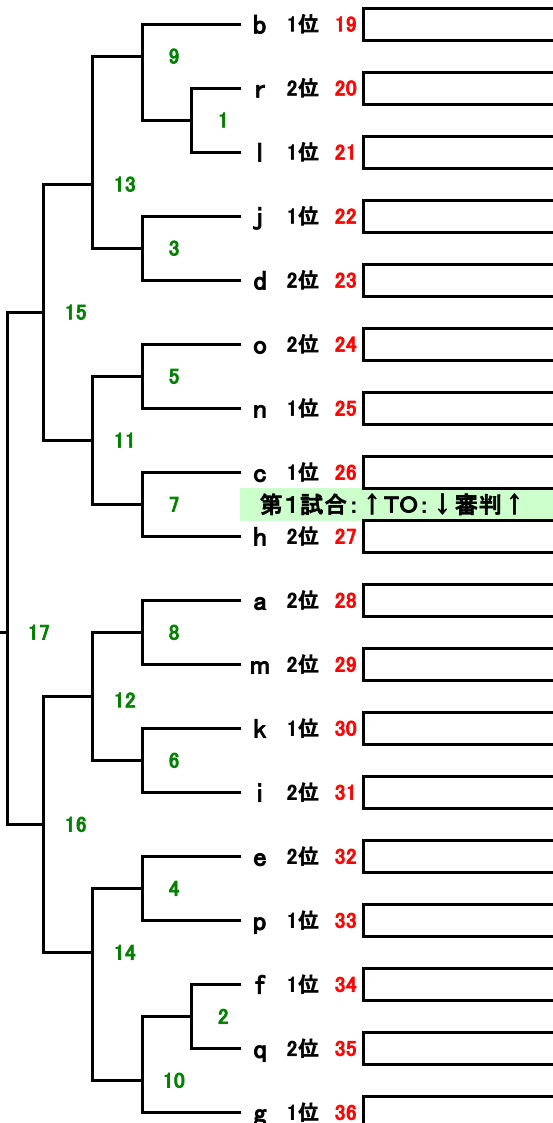 b 1位 19
9
r 2位 20
1
l 1位 21
13
j 1位 22
3
d 2位 23
15
o 2位 24
5
n 1位 25
11
c 1位 26
7 第1試合:↑TO:↓審判↑
h 2位 27
a 2位 28
17 8
m 2位 29
12
k 1位 30
6
i 2位 31
16
e 2位 32
4
p 1位 33
14
f 1位 34
2
q 2位 35
10
g 1位 36